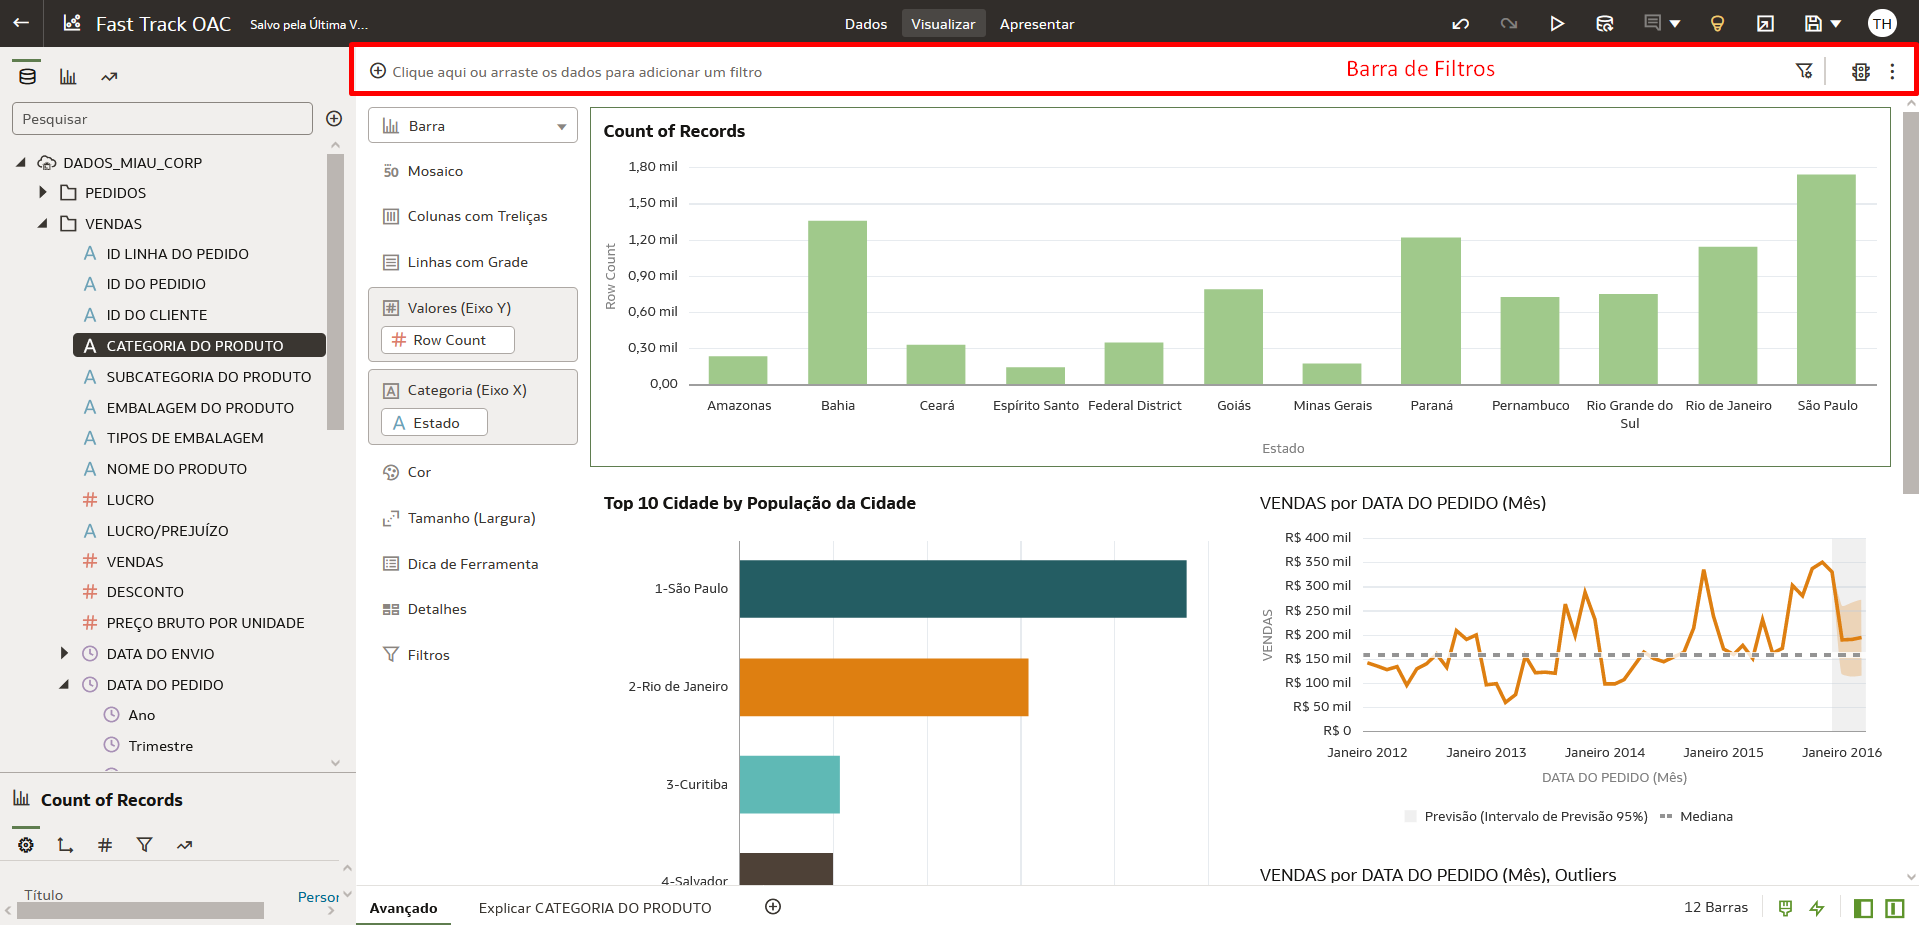 Fast Track OAC
Salvo pela Última V...
Dados
Visualizar
Apresentar
TH
Clique aqui ou arraste os dados para adicionar um filtro
Barra de Filtros
Pesquisar
DADOS_MIAU_CORP
PEDIDOS
VENDAS
A ID LINHA DO PEDIDO
A ID DO PEDIDIO
A ID DO CLIENTE
A CATEGORIA DO PRODUTO
A SUBCATEGORIA DO PRODUTO
A EMBALAGEM DO PRODUTO
A TIPOS DE EMBALAGEM
A NOME DO PRODUTO
# LUCRO
A LUCRO/PREJUÍZO
# VENDAS
# DESCONTO
# PREÇO BRUTO POR UNIDADE
DATA DO ENVIO
DATA DO PEDIDO
Ano
Trimestre
Count of Records
#
Título
Person
Barra
50 Mosaico
Colunas com Treliças
Linhas com Grade
# Valores (Eixo Y)
# Row Count
A Categoria (Eixo X)
A Estado
Cor
Tamanho (Largura)
Dica de Ferramenta
Detalhes
Filtros
Count of Records
Row Count
1,80 mil
1,50 mil
1,20 mil
0,90 mil
0,60 mil
0,30 mil
0,00
Amazonas
Bahia
Ceará
Espírito Santo
Federal District
Goiás
Minas Gerais
Paraná
Pernambuco
Rio Grande do
Sul
Rio de Janeiro
São Paulo
Estado
Top 10 Cidade by População da Cidade
1-São Paulo
2-Rio de Janeiro
3-Curitiba
4-Salvador
VENDAS por DATA DO PEDIDO (Mês)
VENDAS
R$ 400 mil
R$ 350 mil
R$ 300 mil
R$ 250 mil
R$ 200 mil
R$ 150 mil
R$ 100 mil
R$ 50 mil
R$ 0
Janeiro 2012
Janeiro 2013
Janeiro 2014
Janeiro 2015
Janeiro 2016
DATA DO PEDIDO (Mês)
Previsão (Intervalo de Previsão 95%)
Mediana
VENDAS por DATA DO PEDIDO (Mês), Outliers
Avançado
Explicar CATEGORIA DO PRODUTO
12 Barras